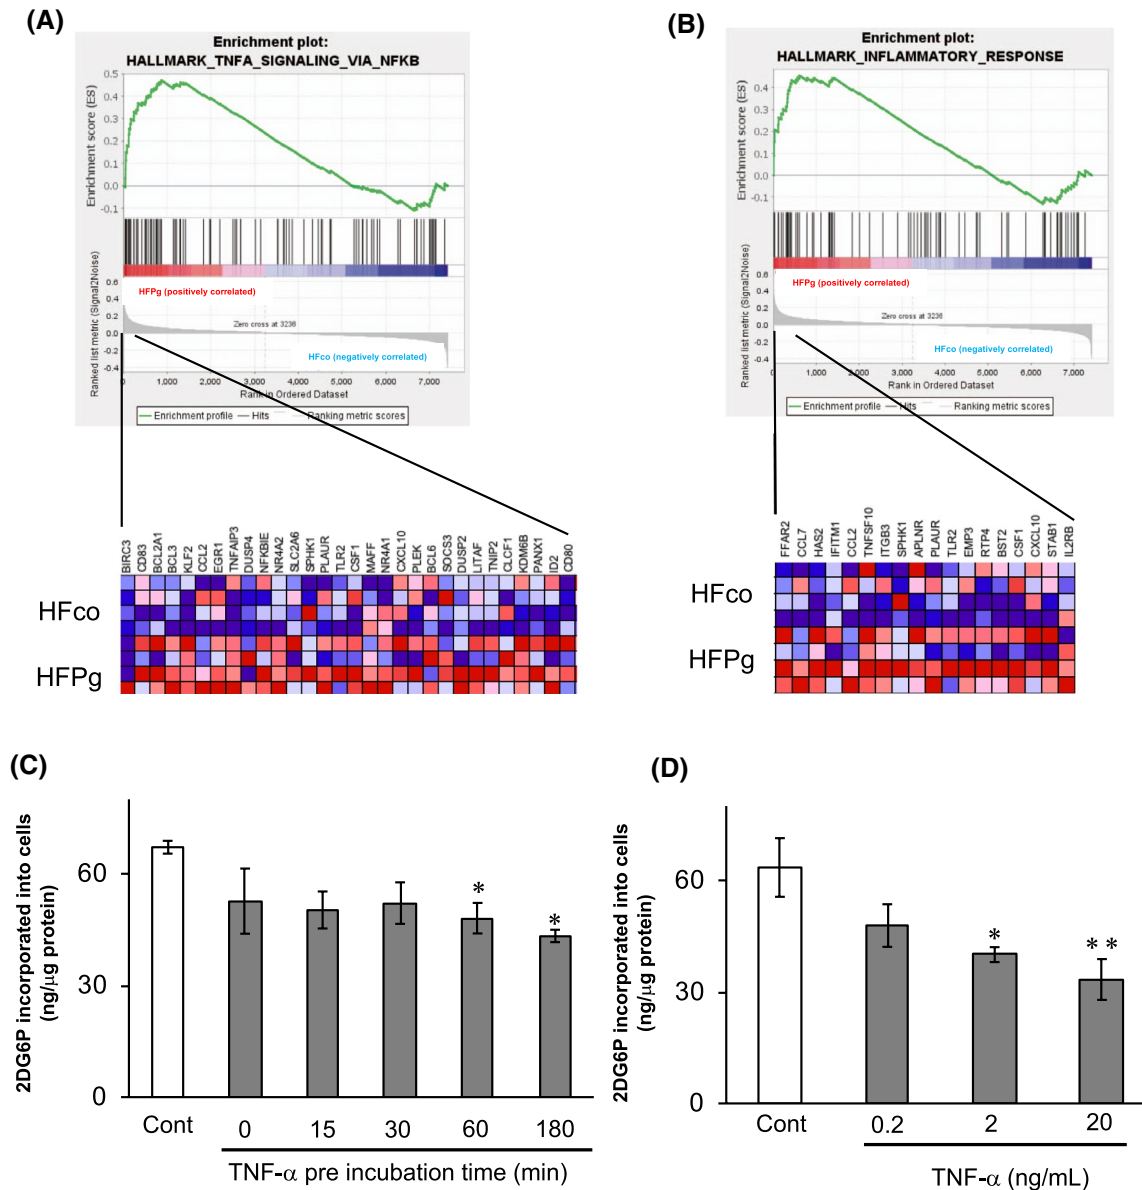 (A)
Enrichment plot:
HALLMARK_TNFA_SIGNALING_VIA_NFKB
Enrichment score (ES)
0.5
0.4
0.3
0.2
0.1
0.0
-0.1
Ranked list metric (Signal2Noise)
0.6
0.4
0.2
0.0
-0.2
-0.4
HFPg (positively correlated)
Zero cross at 3236
HFco (negatively correlated)
0 1,000 2,000 3,000 4,000 5,000 6,000 7,000
Rank in Ordered Dataset
Enrichment profile Hits Ranking metric scores
BIRC3 CD83 BCL2A1 BCL3 KLF2 CCL2 EGR1 TNFAIP3 DUSP4 NFKBIE NR4A2 SLC2A6 SPHK1 PLAUR TLR2 CSF1 MAFF NR4A1 CXCL10 PLEK BCL6 SOCS3 DUSP2 LITAF TNIP2 CLCF1 KDM6B PANX1 ID2 CD80
HFco
HFPg
(B)
Enrichment plot:
HALLMARK_INFLAMMATORY_RESPONSE
Enrichment score (ES)
0.5
0.4
0.3
0.2
0.1
0.0
-0.1
Ranked list metric (Signal2Noise)
0.6
0.4
0.2
0.0
-0.2
-0.4
HFPg (positively correlated)
Zero cross at 3236
HFco (negatively correlated)
0 1,000 2,000 3,000 4,000 5,000 6,000 7,000
Rank in Ordered Dataset
Enrichment profile Hits Ranking metric scores
FFAR2 CCL7 HAS2 IFITM1 CCL2 TNFSF10 ITGB3 SPHK1 APLNR PLAUR TLR2 EMP3 RTP4 BST2 CSF1 CXCL10 STAB1 IL2RB
HFco
HFPg
(C)
2DG6P incorporated into cells
(ng/μg protein)
60
30
0
* *
Cont 0 15 30 60 180
TNF-α pre incubation time (min)
(D)
2DG6P incorporated into cells
(ng/μg protein)
60
30
0
* * *
Cont 0.2 2 20
TNF-α (ng/mL)